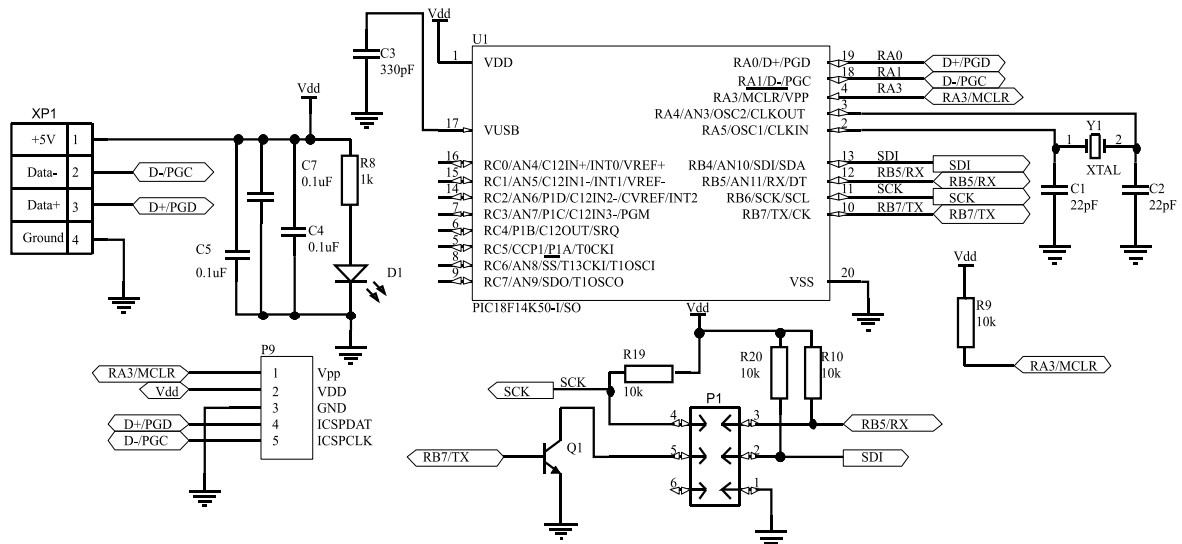 Vdd
C3
330pF
U1
1 VDD
17 VUSB
16 RC0/AN4/C12IN+/INT0/VREF+
15 RC1/AN5/C12IN1-/INT1/VREF-
14 RC2/AN6/P1D/C12IN2-/CVREF/INT2
7 RC3/AN7/P1C/C12IN3-/PGM
6 RC4/P1B/C12OUT/SRQ
5 RC5/CCP1/P1A/T0CKI
8 RC6/AN8/SS/T13CKI/T1OSCI
9 RC7/AN9/SDO/T1OSCO
PIC18F14K50-I/SO
RA0/D+/PGD 19 RA0 D+/PGD
RA1/D-/PGC 18 RA1 D-/PGC
RA3/MCLR/VPP 4 RA3 RA3/MCLR
RA4/AN3/OSC2/CLKOUT 3
RA5/OSC1/CLKIN 2
RB4/AN10/SDI/SDA 13 SDI SDI
RB5/AN11/RX/DT 12 RB5/RX RB5/RX
RB6/SCK/SCL 11 SCK SCK
RB7/TX/CK 10 RB7/TX RB7/TX
VSS 20
1 Y1 2
XTAL
C1
22pF
C2
22pF
XP1
+5V 1
Data- 2 D-/PGC
Data+ 3 D+/PGD
Ground 4
Vdd
C7
0.1uF
R8
1k
C4
0.1uF
C5
0.1uF
D1
P9
RA3/MCLR 1 Vpp
Vdd 2 VDD
3 GND
D+/PGD 4 ICSPDAT
D-/PGC 5 ICSPCLK
Vdd
R19
10k
R20
10k
R10
10k
SCK SCK
P1
4 3 RB5/RX
5 2 SDI
6 1
RB7/TX
Q1
Vdd
R9
10k
RA3/MCLR